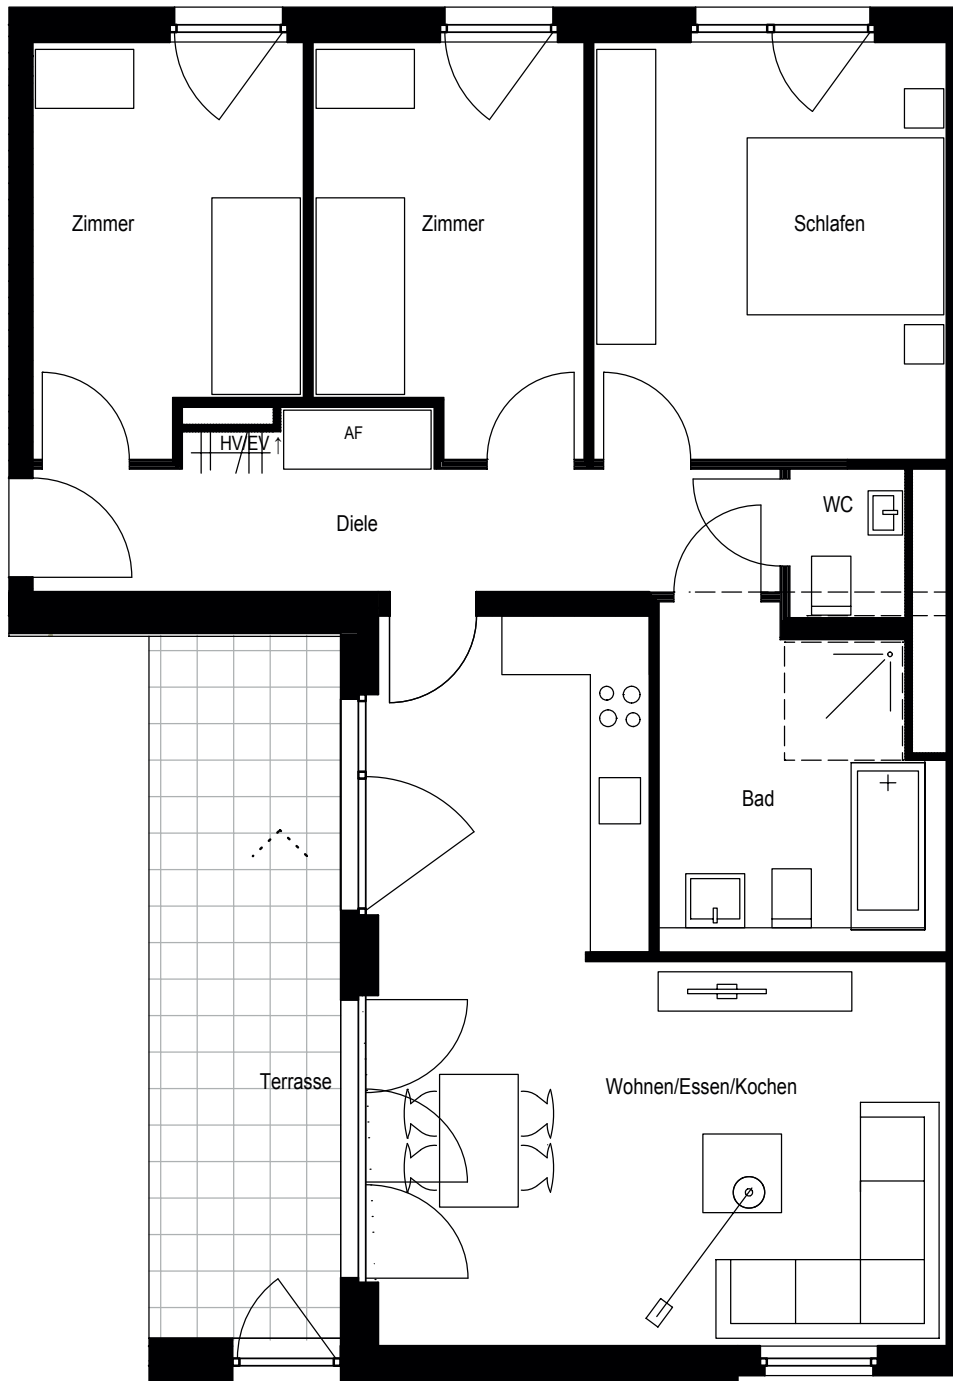 Zimmer
Zimmer
Schlafen
HV/EV ↑
AF
WC
Diele
Bad
Terrasse
Wohnen/Essen/Kochen